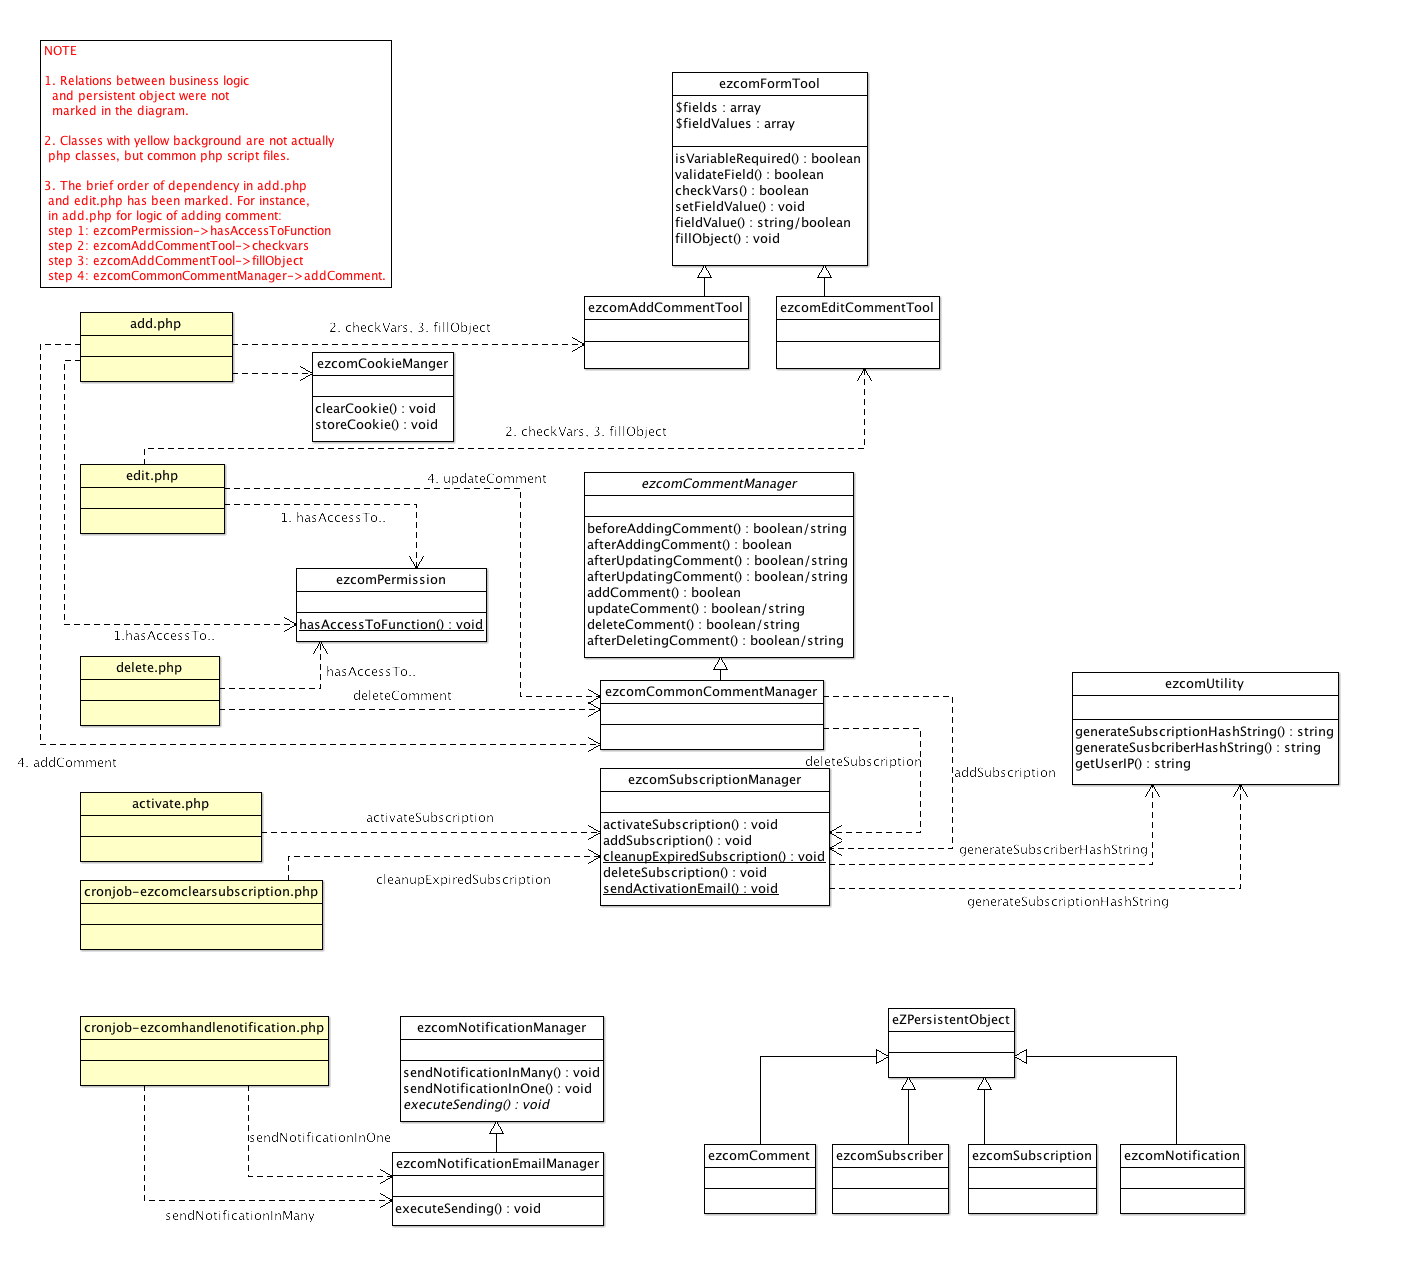 NOTE
1. Relations between business logic
and persistent object were not
marked in the diagram.
2. Classes with yellow background are not actually
php classes, but common php script files.
3. The brief order of dependency in add.php
and edit.php has been marked. For instance,
in add.php for logic of adding comment:
step 1: ezcomPermission->hasAccessToFunction
step 2: ezcomAddCommentTool->checkvars
step 3: ezcomAddCommentTool->fillObject
step 4: ezcomCommonCommentManager->addComment.
ezcomFormTool
$fields : array
$fieldValues : array
isVariableRequired() : boolean
validateField() : boolean
checkVars() : boolean
setFieldValue() : void
fieldValue() : string/boolean
fillObject() : void
ezcomAddCommentTool
ezcomEditCommentTool
add.php
2. checkVars, 3. fillObject
ezcomCookieManger
clearCookie() : void
storeCookie() : void
2. checkVars, 3. fillObject
edit.php
4. updateComment
1. hasAccessTo..
ezcomCommentManager
beforeAddingComment() : boolean/string
afterAddingComment() : boolean
afterUpdatingComment() : boolean/string
afterUpdatingComment() : boolean/string
addComment() : boolean
updateComment() : boolean/string
deleteComment() : boolean/string
afterDeletingComment() : boolean/string
ezcomPermission
hasAccessToFunction() : void
1.hasAccessTo..
delete.php
hasAccessTo..
deleteComment
ezcomCommonCommentManager
4. addComment
deleteSubscription
addSubscription
ezcomUtility
generateSubscriptionHashString() : string
generateSusbcriberHashString() : string
getUserIP() : string
ezcomSubscriptionManager
activateSubscription() : void
addSubscription() : void
cleanupExpiredSubscription() : void
deleteSubscription() : void
sendActivationEmail() : void
activate.php
activateSubscription
cronjob-ezcomclearsubscription.php
cleanupExpiredSubscription
generateSubscriberHashString
generateSubscriptionHashString
cronjob-ezcomhandlenotification.php
ezcomNotificationManager
sendNotificationInMany() : void
sendNotificationInOne() : void
executeSending() : void
sendNotificationInOne
ezcomNotificationEmailManager
executeSending() : void
sendNotificationInMany
eZPersistentObject
ezcomComment
ezcomSubscriber
ezcomSubscription
ezcomNotification